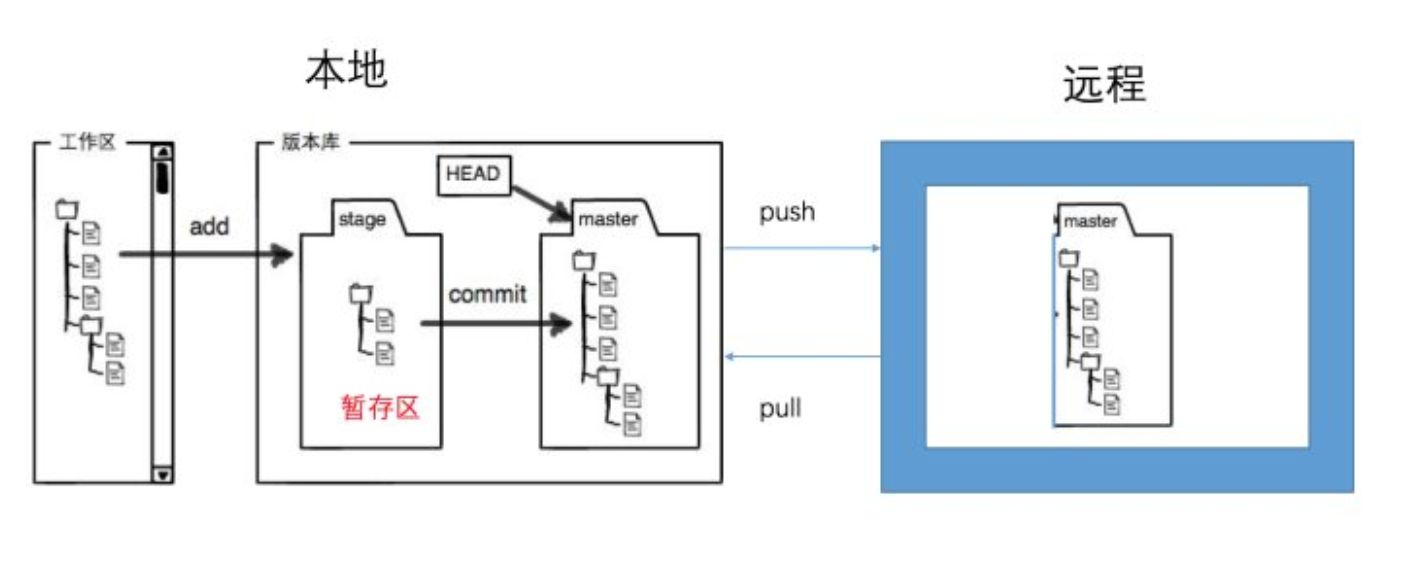 本地
远程
工作区
版本库
HEAD
add
stage
commit
master
暂存区
push
pull
master